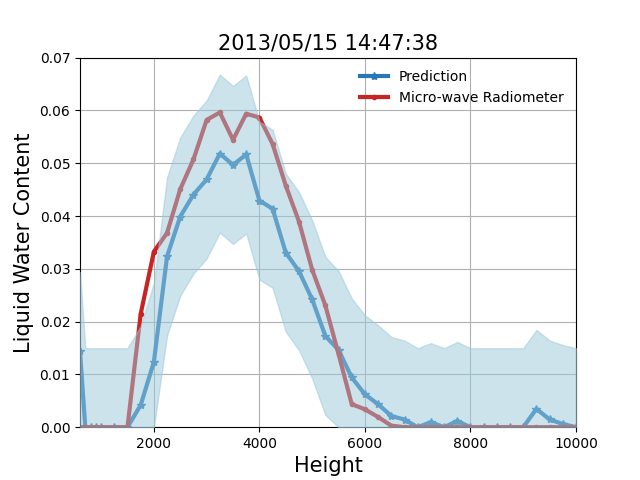 2013/05/15 14:47:38
Prediction
Micro-wave Radiometer
Liquid Water Content
0.07
0.06
0.05
0.04
0.03
0.02
0.01
0.00
2000 4000 6000 8000 10000
Height